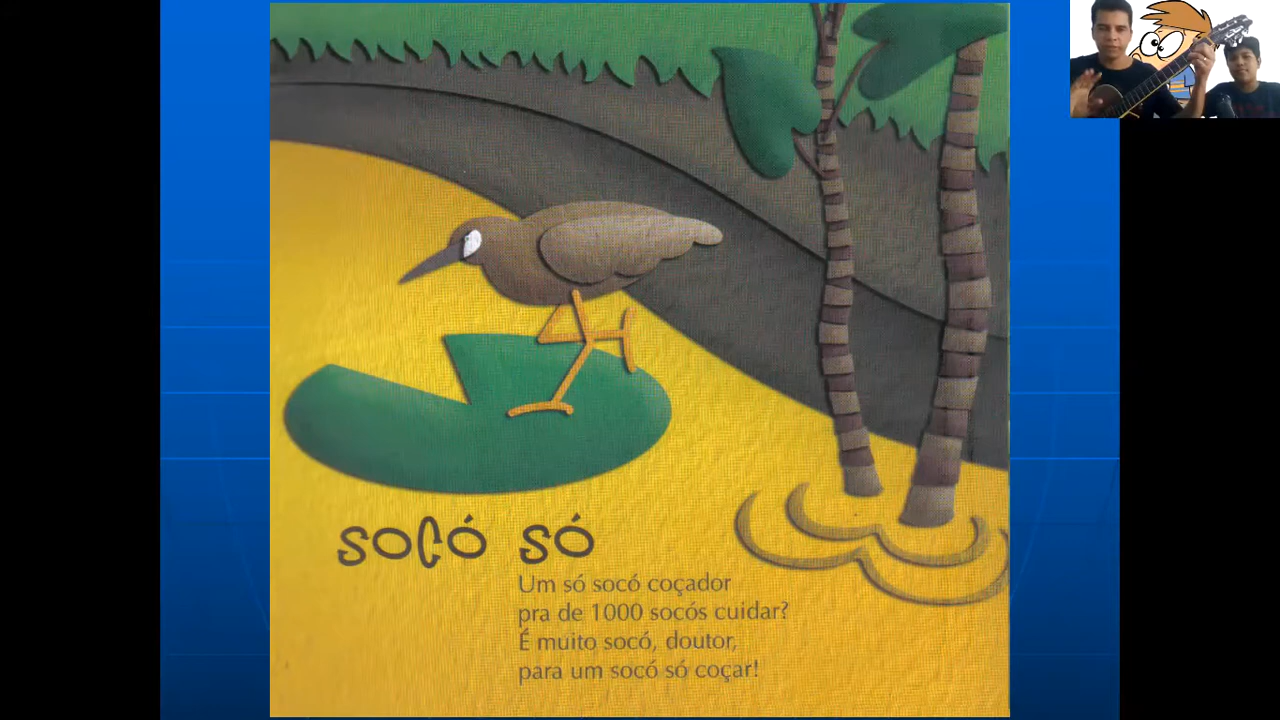 socó só
Um só socó coçador
pra de 1000 socós cuidar?
É muito socó, doutor,
para um socó só coçar!